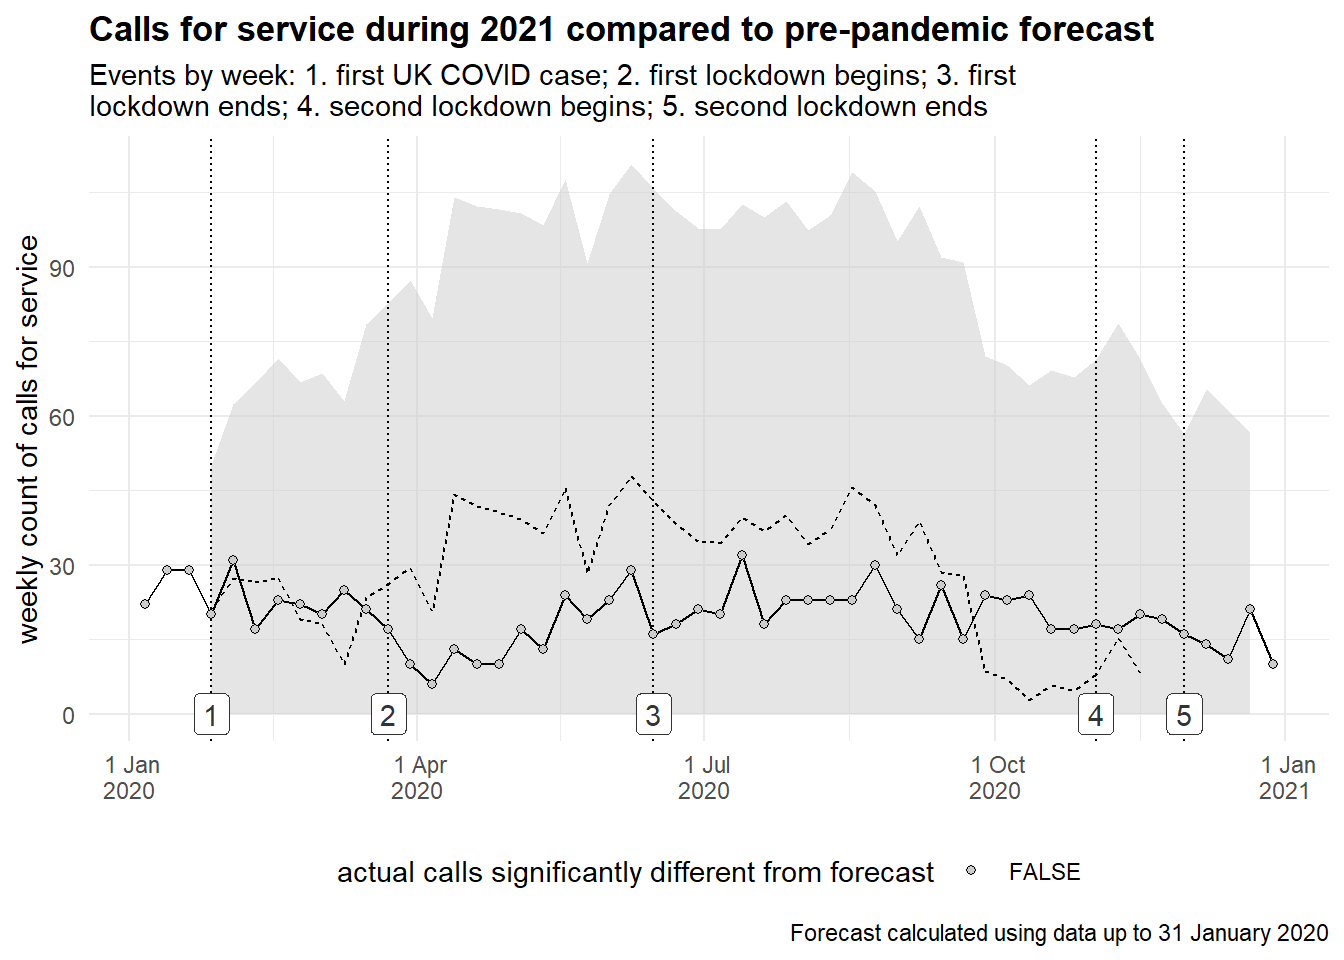 Calls for service during 2021 compared to pre-pandemic forecast
Events by week: 1. first UK COVID case; 2. first lockdown begins; 3. first
lockdown ends; 4. second lockdown begins; 5. second lockdown ends
weekly count of calls for service
90
60
30
0
1
2
3
4
5
1 Jan
2020
1 Apr
2020
1 Jul
2020
1 Oct
2020
1 Jan
2021
actual calls significantly different from forecast
FALSE
Forecast calculated using data up to 31 January 2020